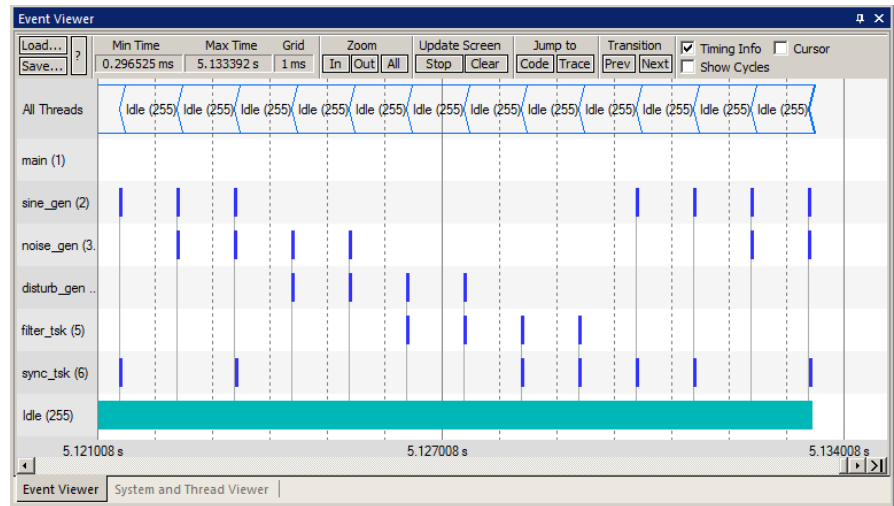 Event Viewer
Load... ? Min Time Max Time Grid Zoom Update Screen Jump to Transition Timing Info Cursor
Save... 0.296525 ms 5.133392 s 1 ms In Out All Stop Clear Code Trace Prev Next Show Cycles
All Threads Idle (255) Idle (255) Idle (255) Idle (255) Idle (255) Idle (255) Idle (255) Idle (255) Idle (255) Idle (255) Idle (255) Idle (255)
main (1)
sine_gen (2)
noise_gen (3.
disturb_gen ..
filter_tsk (5)
sync_tsk (6)
Idle (255)
5.121008 s 5.127008 s 5.134008 s
Event Viewer System and Thread Viewer